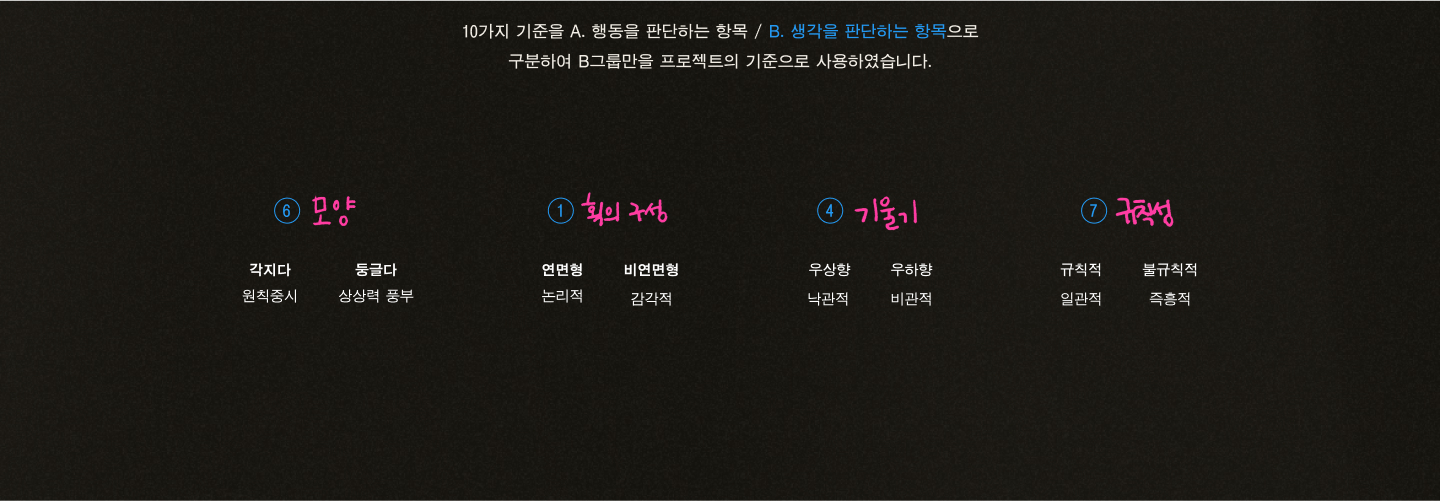 10가지 기준을 A. 행동을 판단하는 항목 / B. 생각을 판단하는 항목으로
구분하여 B그룹만을 프로젝트의 기준으로 사용하였습니다.
6 모양
각지다 둥글다
원칙중시 상상력 풍부
1 획의 구성
연면형 비연면형
논리적 감각적
4 기울기
우상향 우하향
낙관적 비관적
7 규칙성
규칙적 불규칙적
일관적 즉흥적